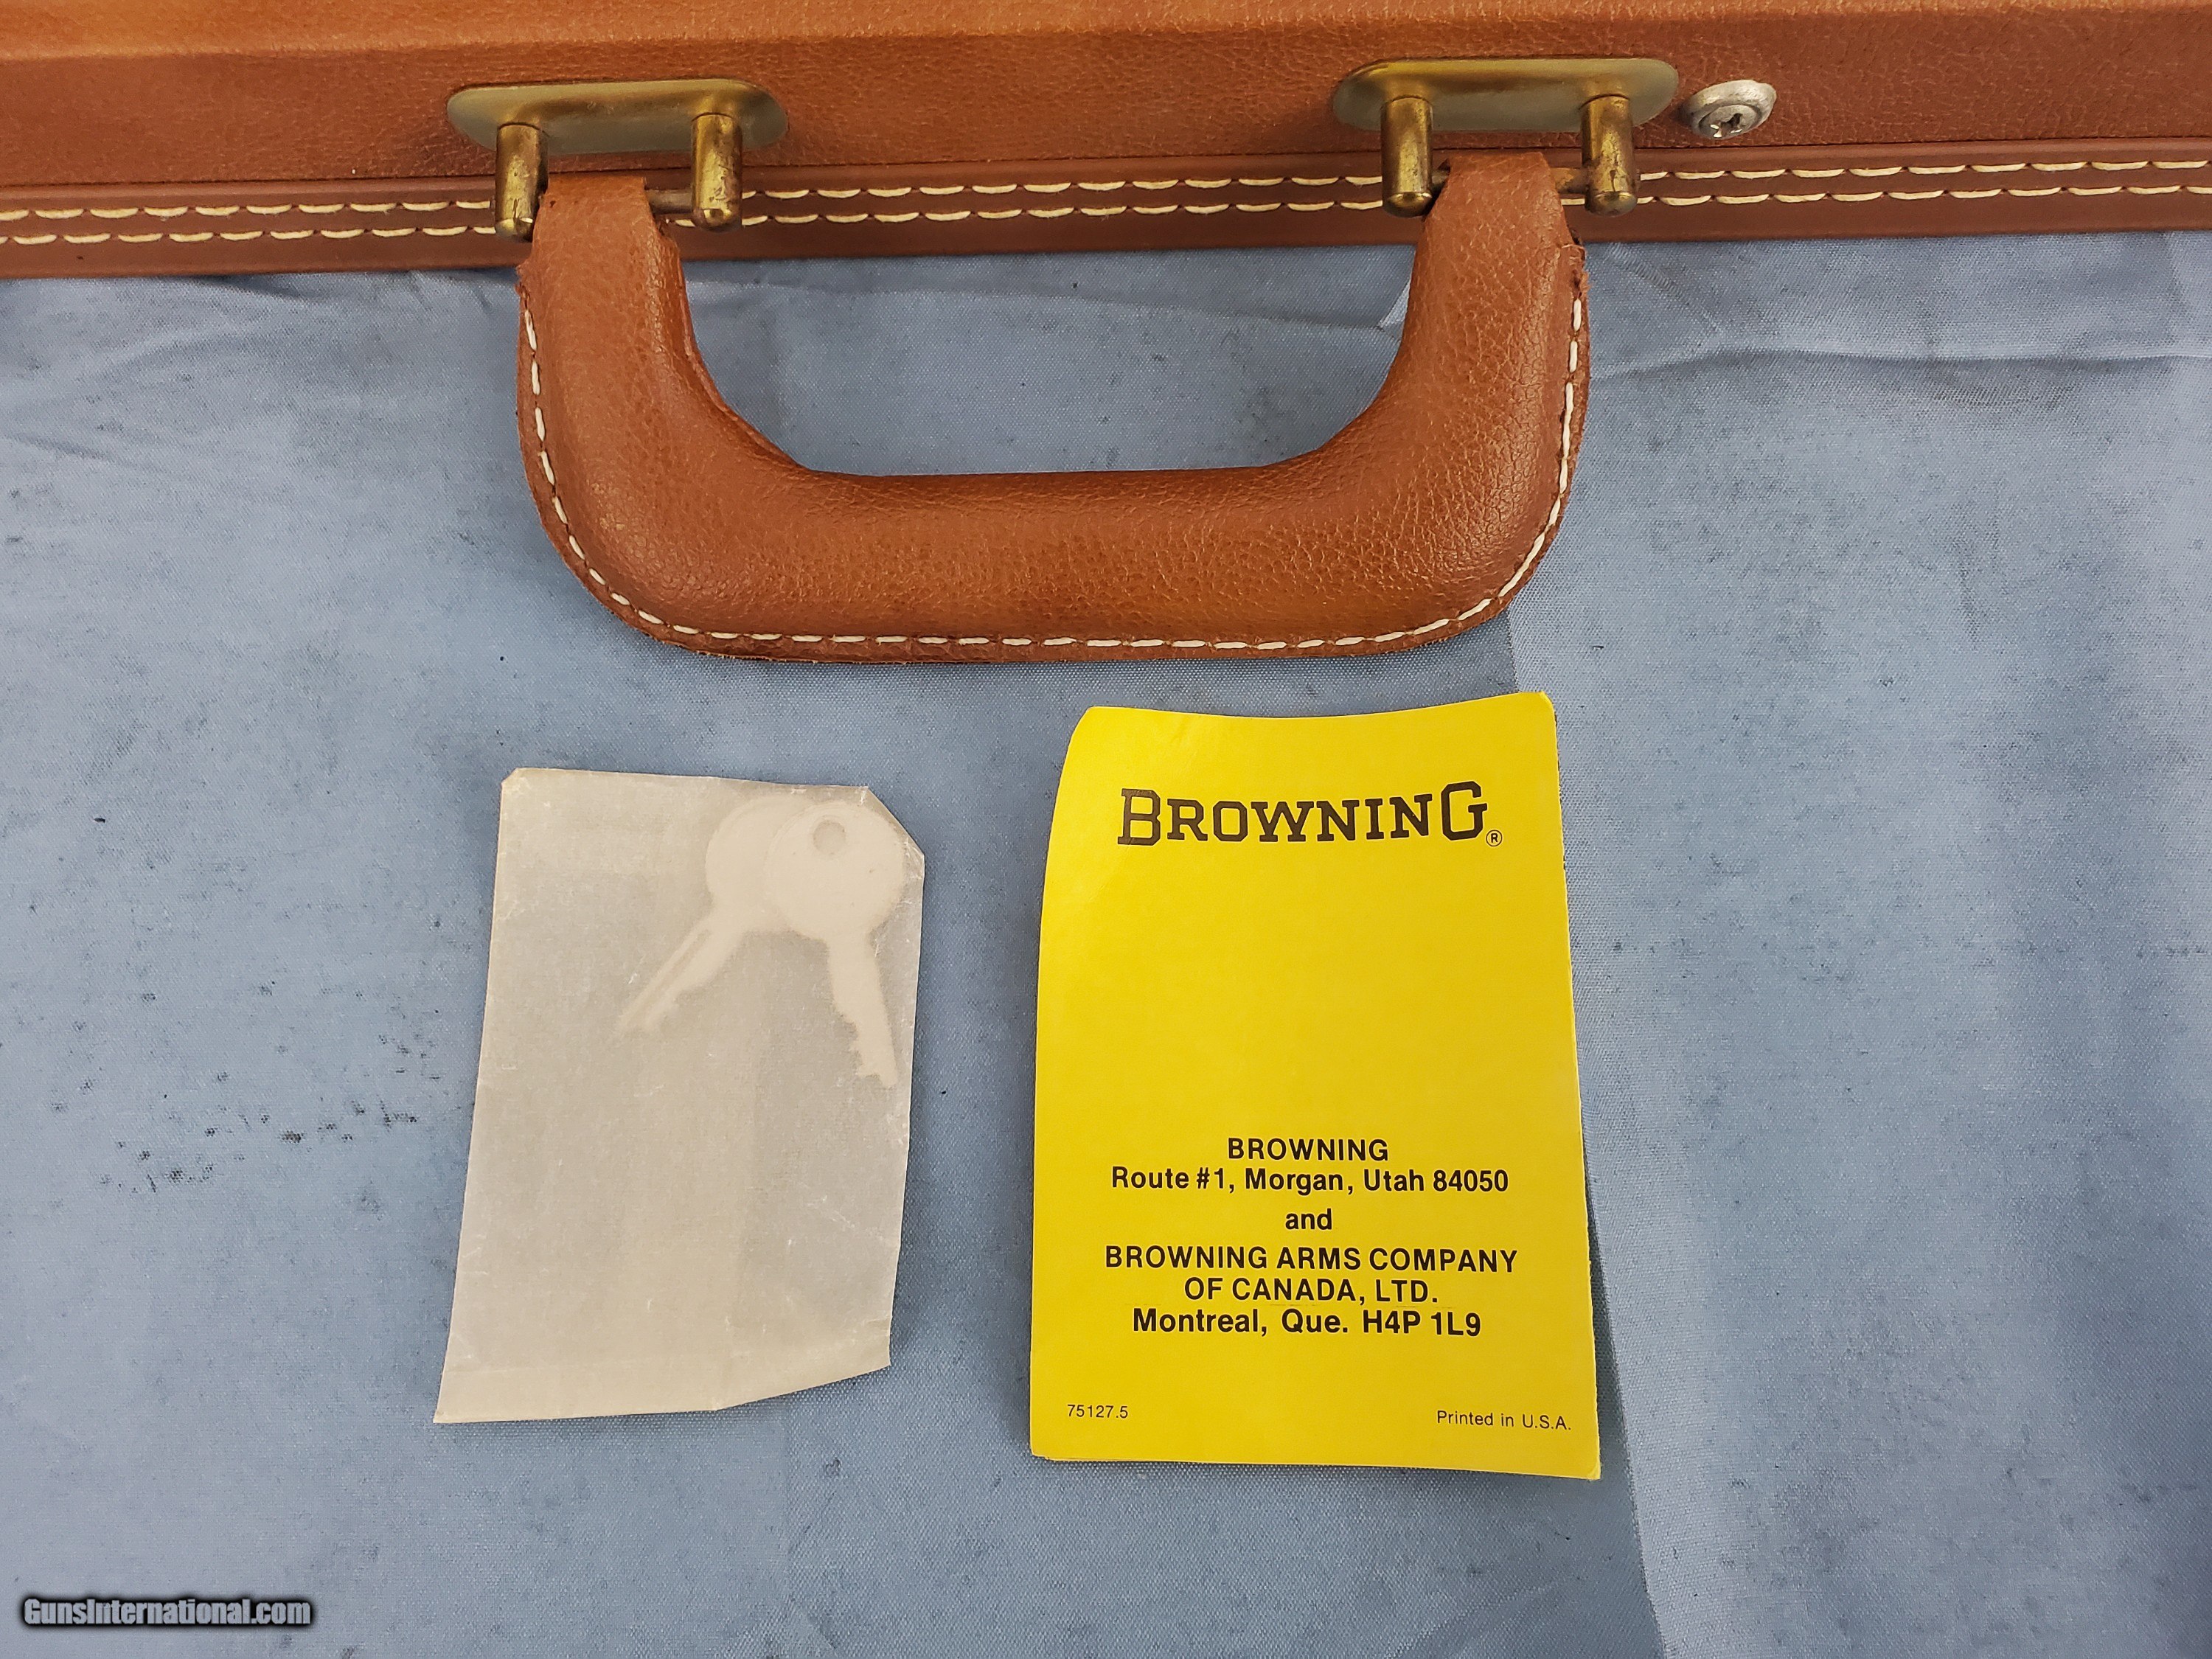 BROWNING®
BROWNING
Route #1, Morgan, Utah 84050
and
BROWNING ARMS COMPANY
OF CANADA, LTD.
Montreal, Que. H4P 1L9
75127.5 Printed in U.S.A.
GunsInternational.com